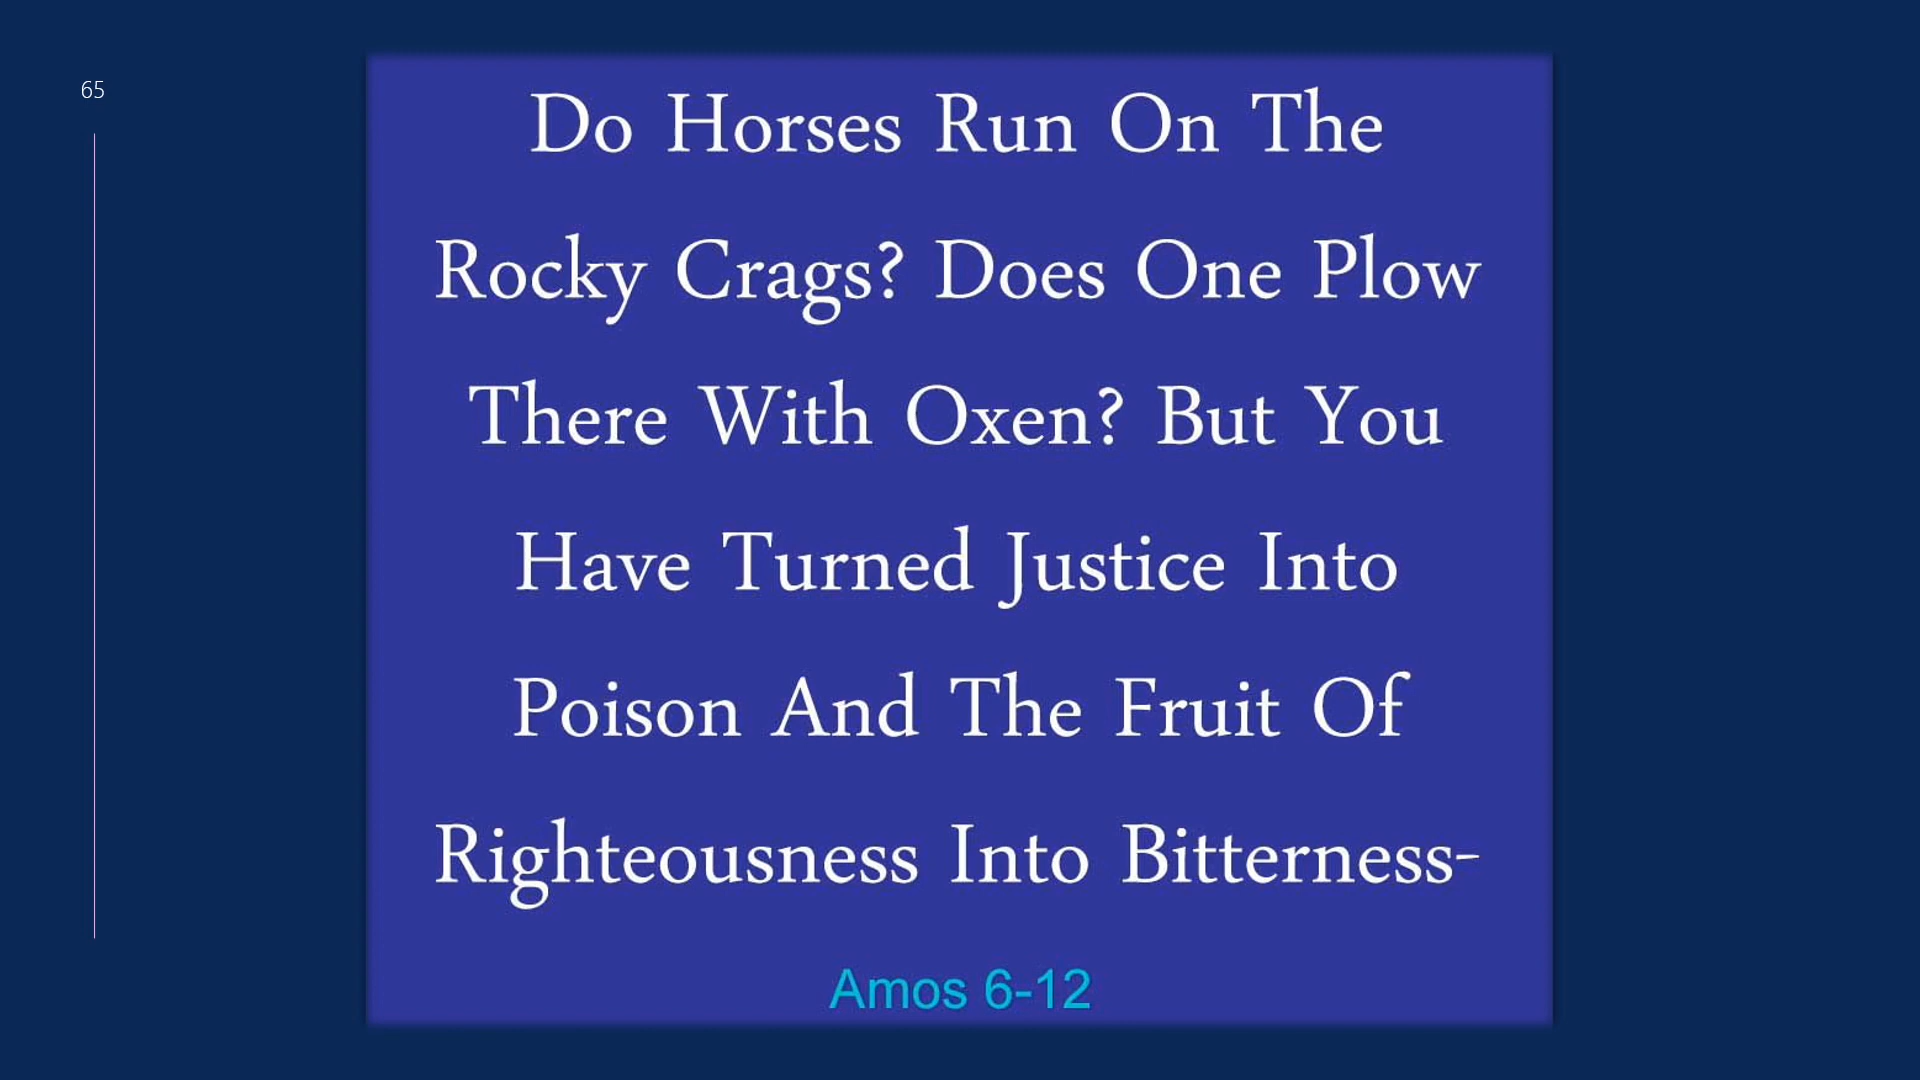 65
Do Horses Run On The
Rocky Crags? Does One Plow
There With Oxen? But You
Have Turned Justice Into
Poison And The Fruit Of
Righteousness Into Bitterness-
Amos 6-12